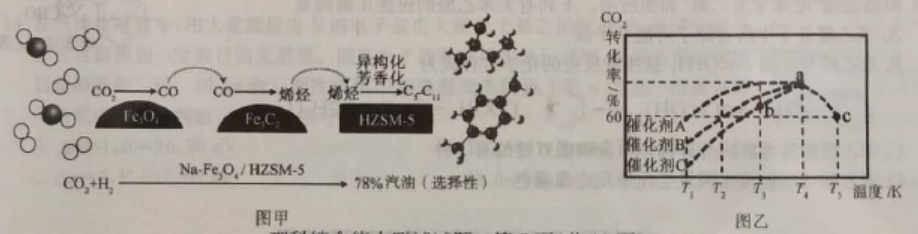 CO₂ CO CO 烯烃 烯烃 异构化 芳香化 C₅-C₁₁
Fe₃O₄ Fe₅C₂ HZSM-5
CO₂+H₂ Na-Fe₃O₄/HZSM-5 78%汽油（选择性）
图甲
CO₂转化率/%
60
a
b
c
催化剂A
催化剂B
催化剂C
T₁ T₂ T₃ T₄ T₅ 温度/K
图乙